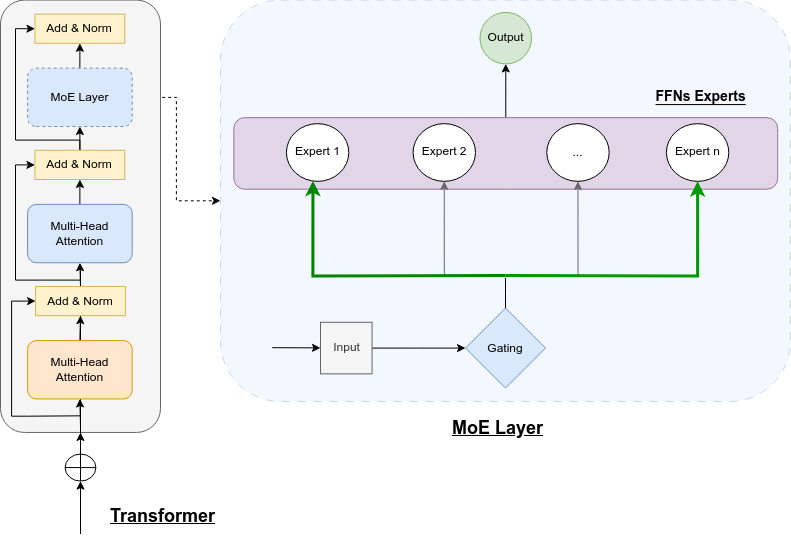 Add & Norm
MoE Layer
Add & Norm
Multi-Head
Attention
Add & Norm
Multi-Head
Attention
Transformer
Output
FFNs Experts
Expert 1
Expert 2
...
Expert n
Input
Gating
MoE Layer